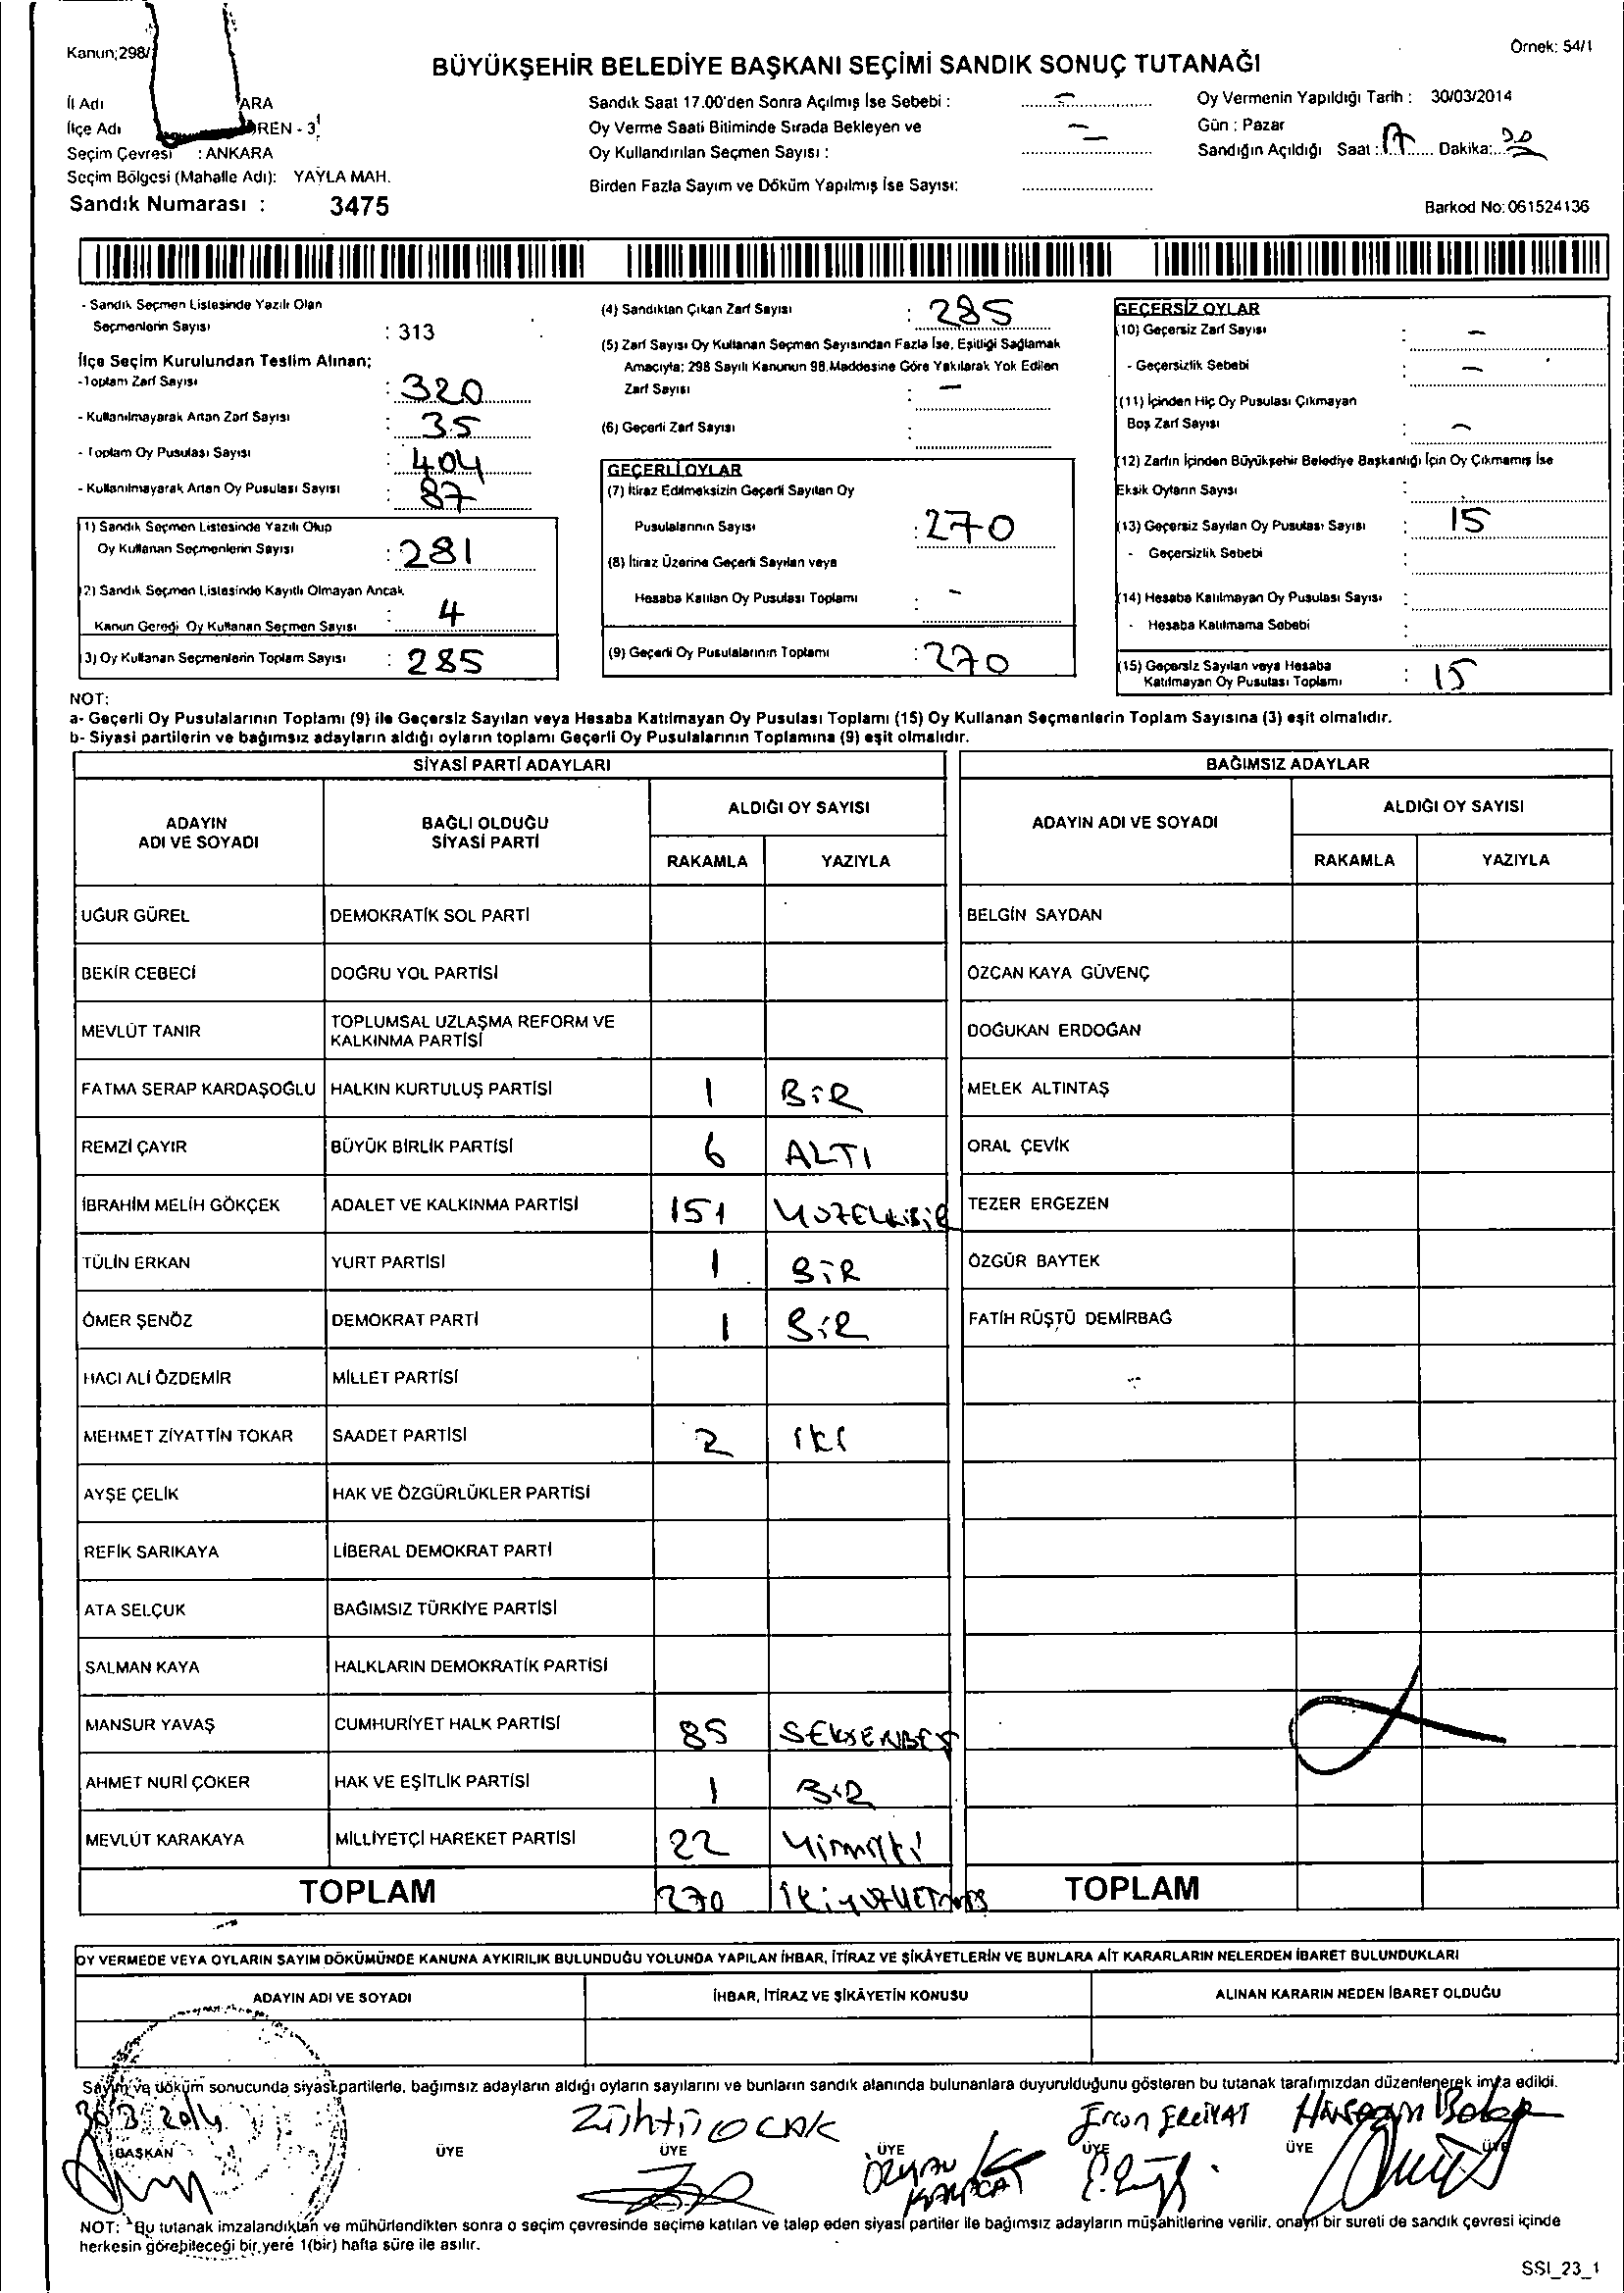 Kanun;298/
Örnek: 54/1
BÜYÜKŞEHİR BELEDİYE BAŞKANI SEÇİMİ SANDIK SONUÇ TUTANAĞI
İl Adı ARA
İlçe Adı ÖREN - 3
Seçim Çevresi : ANKARA
Seçim Bölgesi (Mahalle Adı): YAYLA MAH.
Sandık Numarası : 3475
Sandık Saat 17.00'den Sonra Açılmış İse Sebebi : –
Oy Verme Saati Bitiminde Sırada Bekleyen ve
Oy Kullandırılan Seçmen Sayısı : –
Birden Fazla Sayım ve Döküm Yapılmış İse Sayısı:
Oy Vermenin Yapıldığı Tarih : 30/03/2014
Gün : Pazar
Sandığın Açıldığı Saat : 17 Dakika:
Barkod No: 061524136
- Sandık Seçmen Listesinde Yazılı Olan
Seçmenlerin Sayısı : 313
İlçe Seçim Kurulundan Teslim Alınan;
-Toplam Zarf Sayısı : 320
- Kullanılmayarak Artan Zarf Sayısı : 35
- Toplam Oy Pusulası Sayısı : 404
- Kullanılmayarak Artan Oy Pusulası Sayısı : 87
1) Sandık Seçmen Listesinde Yazılı Olup
Oy Kullanan Seçmenlerin Sayısı : 281
2) Sandık Seçmen Listesinde Kayıtlı Olmayan Ancak
Kanun Gereği Oy Kullanan Seçmen Sayısı : 4
3) Oy Kullanan Seçmenlerin Toplam Sayısı : 285
(4) Sandıktan Çıkan Zarf Sayısı : 285
(5) Zarf Sayısı Oy Kullanan Seçmen Sayısından Fazla İse, Eşitliği Sağlamak
Amacıyla; 298 Sayılı Kanunun 98.Maddesine Göre Yakılarak Yok Edilen
Zarf Sayısı : –
(6) Geçerli Zarf Sayısı :
GEÇERLİ OYLAR
(7) İtiraz Edilmeksizin Geçerli Sayılan Oy
Pusulalarının Sayısı : 270
(8) İtiraz Üzerine Geçerli Sayılan veya
Hesaba Katılan Oy Pusulası Toplamı : –
(9) Geçerli Oy Pusulalarının Toplamı : 270
GEÇERSİZ OYLAR
(10) Geçersiz Zarf Sayısı : –
- Geçersizlik Sebebi : –
(11) İçinden Hiç Oy Pusulası Çıkmayan
Boş Zarf Sayısı : –
(12) Zarfın İçinden Büyükşehir Belediye Başkanlığı İçin Oy Çıkmamış İse
Eksik Oyların Sayısı :
(13) Geçersiz Sayılan Oy Pusulası Sayısı : 15
- Geçersizlik Sebebi :
(14) Hesaba Katılmayan Oy Pusulası Sayısı :
- Hesaba Katılmama Sebebi :
(15) Geçersiz Sayılan veya Hesaba
Katılmayan Oy Pusulası Toplamı : 15
NOT:
a- Geçerli Oy Pusulalarının Toplamı (9) ile Geçersiz Sayılan veya Hesaba Katılmayan Oy Pusulası Toplamı (15) Oy Kullanan Seçmenlerin Toplam Sayısına (3) eşit olmalıdır.
b- Siyasi partilerin ve bağımsız adayların aldığı oyların toplamı Geçerli Oy Pusulalarının Toplamına (9) eşit olmalıdır.
SİYASİ PARTİ ADAYLARI
BAĞIMSIZ ADAYLAR
ADAYIN ADI VE SOYADI
BAĞLI OLDUĞU SİYASİ PARTİ
ALDIĞI OY SAYISI
RAKAMLA YAZIYLA
ADAYIN ADI VE SOYADI
ALDIĞI OY SAYISI
RAKAMLA YAZIYLA
UĞUR GÜREL DEMOKRATİK SOL PARTİ BELGİN SAYDAN
BEKİR CEBECİ DOĞRU YOL PARTİSİ ÖZCAN KAYA GÜVENÇ
MEVLÜT TANIR TOPLUMSAL UZLAŞMA REFORM VE KALKINMA PARTİSİ DOĞUKAN ERDOĞAN
FATMA SERAP KARDAŞOĞLU HALKIN KURTULUŞ PARTİSİ 1 BİR MELEK ALTINTAŞ
REMZİ ÇAYIR BÜYÜK BİRLİK PARTİSİ 6 ALTI ORAL ÇEVİK
İBRAHİM MELİH GÖKÇEK ADALET VE KALKINMA PARTİSİ 151 YÜZELLİBİR TEZER ERGEZEN
TÜLİN ERKAN YURT PARTİSİ 1 BİR ÖZGÜR BAYTEK
ÖMER ŞENÖZ DEMOKRAT PARTİ 1 BİR FATİH RÜŞTÜ DEMİRBAĞ
HACI ALİ ÖZDEMİR MİLLET PARTİSİ
MEHMET ZİYATTİN TOKAR SAADET PARTİSİ 2 İKİ
AYŞE ÇELİK HAK VE ÖZGÜRLÜKLER PARTİSİ
REFİK SARIKAYA LİBERAL DEMOKRAT PARTİ
ATA SELÇUK BAĞIMSIZ TÜRKİYE PARTİSİ
SALMAN KAYA HALKLARIN DEMOKRATİK PARTİSİ
MANSUR YAVAŞ CUMHURİYET HALK PARTİSİ 85 SEKSENBEŞ
AHMET NURİ ÇOKER HAK VE EŞİTLİK PARTİSİ 1 BİR
MEVLÜT KARAKAYA MİLLİYETÇİ HAREKET PARTİSİ 22 Yirmiiki
TOPLAM 270 İKİYÜZYETMİŞ TOPLAM
OY VERMEDE VEYA OYLARIN SAYIM DÖKÜMÜNDE KANUNA AYKIRILIK BULUNDUĞU YOLUNDA YAPILAN İHBAR, İTİRAZ VE ŞİKÂYETLERİN VE BUNLARA AİT KARARLARIN NELERDEN İBARET BULUNDUKLARI
ADAYIN ADI VE SOYADI İHBAR, İTİRAZ VE ŞİKÂYETİN KONUSU ALINAN KARARIN NEDEN İBARET OLDUĞU
Sayım ve döküm sonucunda siyasi partilerle, bağımsız adayların aldığı oyların sayılarını ve bunların sandık alanında bulunanlara duyurulduğunu gösteren bu tutanak tarafımızdan düzenlenerek imza edildi.
30 3 2014 Zühtü OCAK Ercan
BAŞKAN ÜYE ÜYE ÜYE ÜYE ÜYE ÜYE
NOT: Bu tutanak imzalandıktan ve mühürlendikten sonra o seçim çevresinde seçime katılan ve talep eden siyasi partiler ile bağımsız adayların müşahitlerine verilir, onaylı bir sureti de sandık çevresi içinde
herkesin görebileceği bir yere 1(bir) hafta süre ile asılır.
SSI_23_1